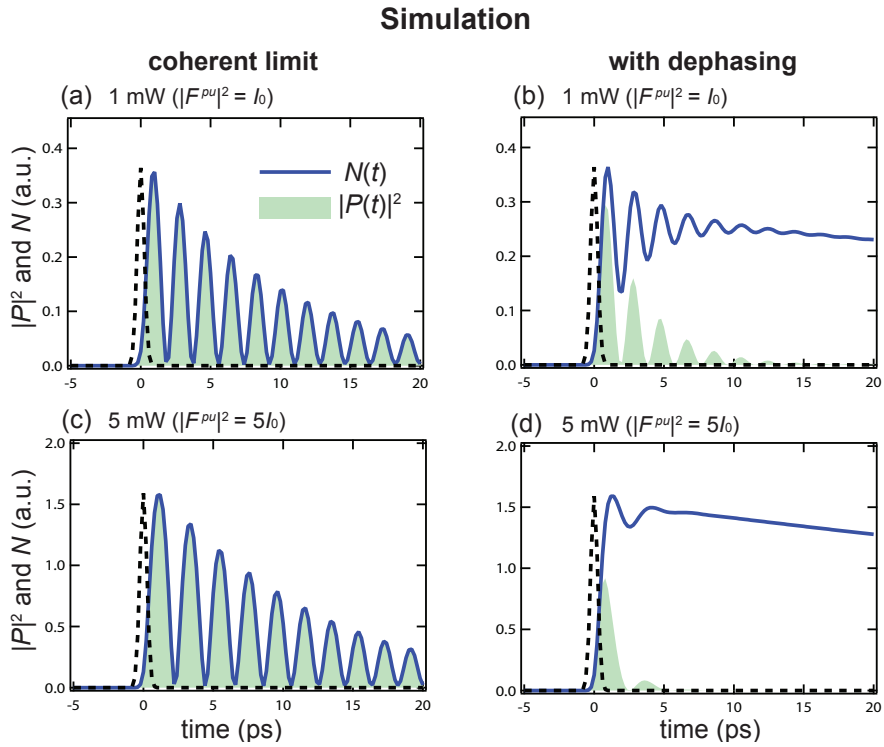 Simulation
coherent limit
with dephasing
(a) 1 mW (|F^pu|² = I₀)
(b) 1 mW (|F^pu|² = I₀)
|P|² and N (a.u.)
0.4
0.3
0.2
0.1
0.0
N(t)
|P(t)|²
-5 0 5 10 15 20
0.4
0.3
0.2
0.1
0.0
-5 0 5 10 15 20
(c) 5 mW (|F^pu|² = 5I₀)
(d) 5 mW (|F^pu|² = 5I₀)
|P|² and N (a.u.)
2.0
1.5
1.0
0.5
0.0
-5 0 5 10 15 20
time (ps)
2.0
1.5
1.0
0.5
0.0
-5 0 5 10 15 20
time (ps)